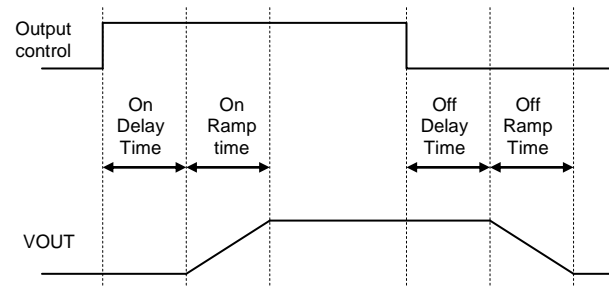 Output
control
On
Delay
Time
On
Ramp
time
Off
Delay
Time
Off
Ramp
Time
VOUT